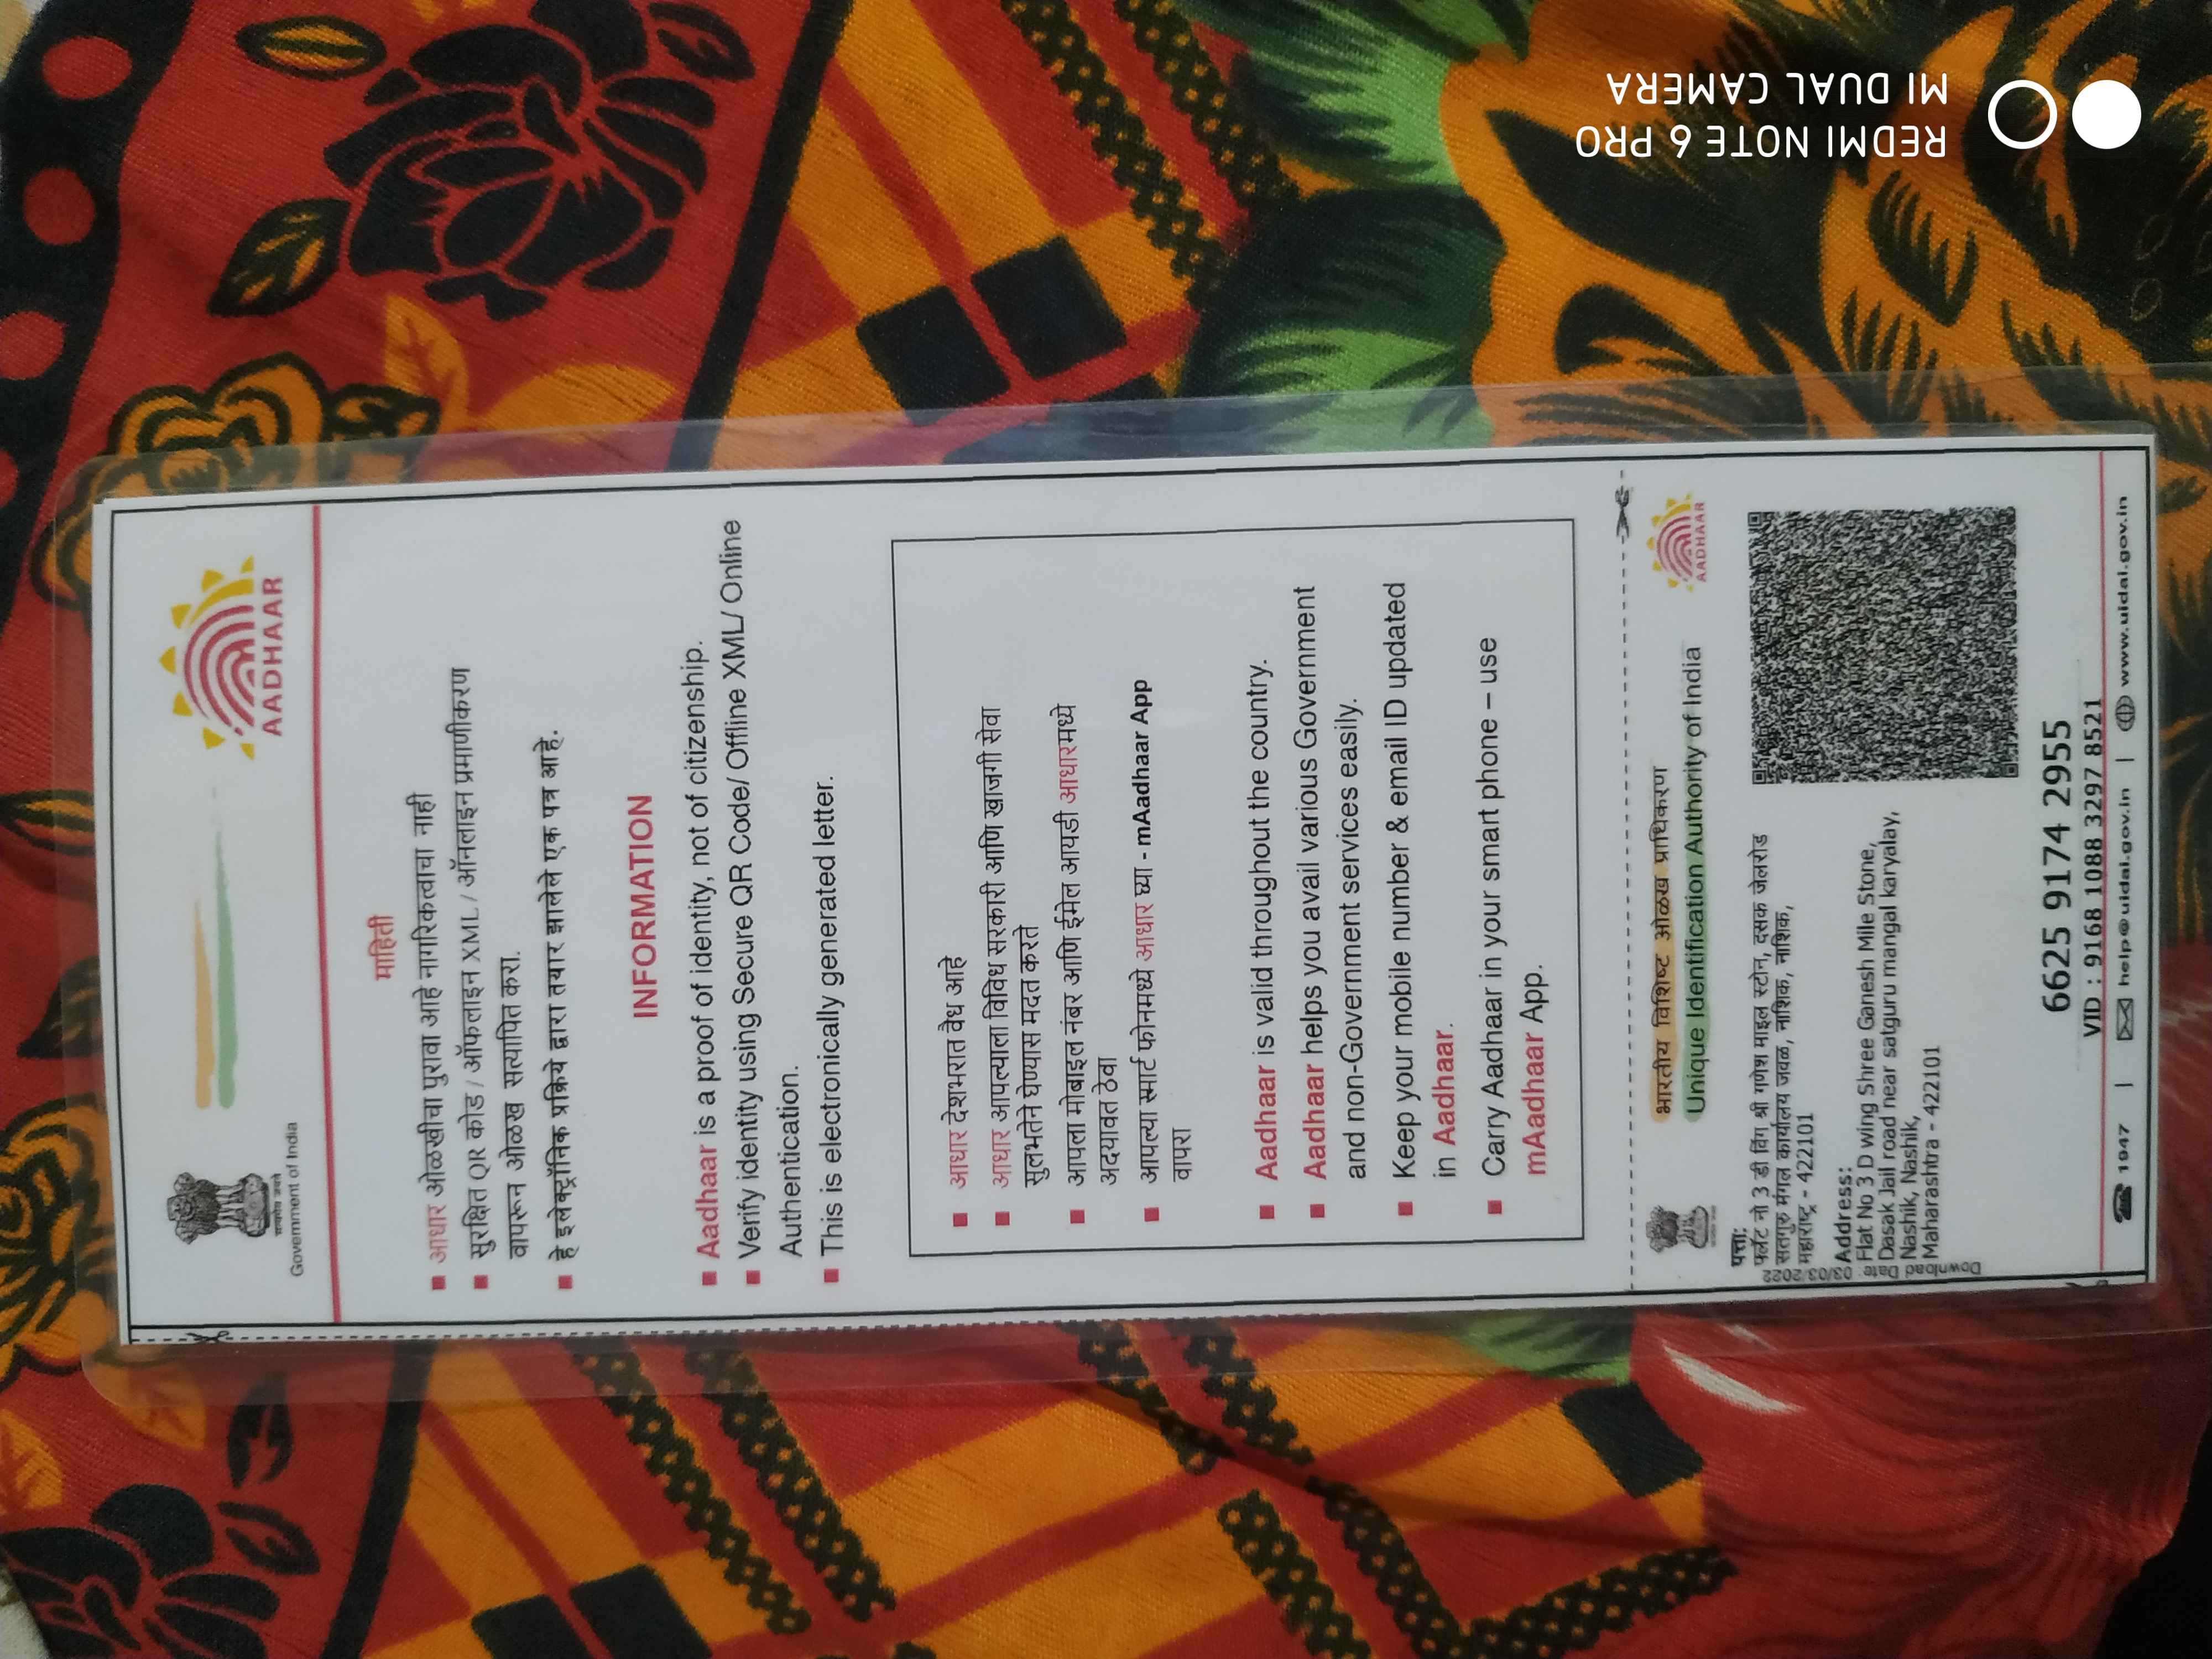 Government of India
AADHAAR
माहिती
आधार ओळखीचा पुरावा आहे नागरिकत्वाचा नाही
सुरक्षित QR कोड / ऑफलाइन XML / ऑनलाइन प्रमाणीकरण
वापरून ओळख सत्यापित करा.
हे इलेक्ट्रॉनिक प्रक्रिये द्वारा तयार झालेले एक पत्र आहे.
INFORMATION
Aadhaar is a proof of identity, not of citizenship.
Verify identity using Secure QR Code/ Offline XML/ Online
Authentication.
This is electronically generated letter.
आधार देशभरात वैध आहे
आधार आपल्याला विविध सरकारी आणि खाजगी सेवा
सुलभतेने घेण्यास मदत करते
आपला मोबाइल नंबर आणि ईमेल आयडी आधारमध्ये
अदयावत ठेवा
आपल्या स्मार्ट फोनमध्ये आधार घ्या - mAadhaar App
वापरा
Aadhaar is valid throughout the country.
Aadhaar helps you avail various Government
and non-Government services easily.
Keep your mobile number & email ID updated
in Aadhaar.
Carry Aadhaar in your smart phone – use
mAadhaar App.
भारतीय विशिष्ट ओळख प्राधिकरण
Unique Identification Authority of India
AADHAAR
पत्ता:
फ्लॅट नो 3 डी विंग श्री गणेश माइल स्टोन, दसक जेलरोड
सतगुरु मंगल कार्यालय जवळ, नाशिक, नाशिक,
महाराष्ट्र - 422101
Address:
Flat No 3 D wing Shree Ganesh Mile Stone,
Dasak Jail road near satguru mangal karyalay,
Nashik, Nashik,
Maharashtra - 422101
Download Date: 03/03/2022
6625 9174 2955
VID : 9168 1088 3297 8521
1947 | help@uidai.gov.in | www.uidai.gov.in
REDMI NOTE 6 PRO
MI DUAL CAMERA